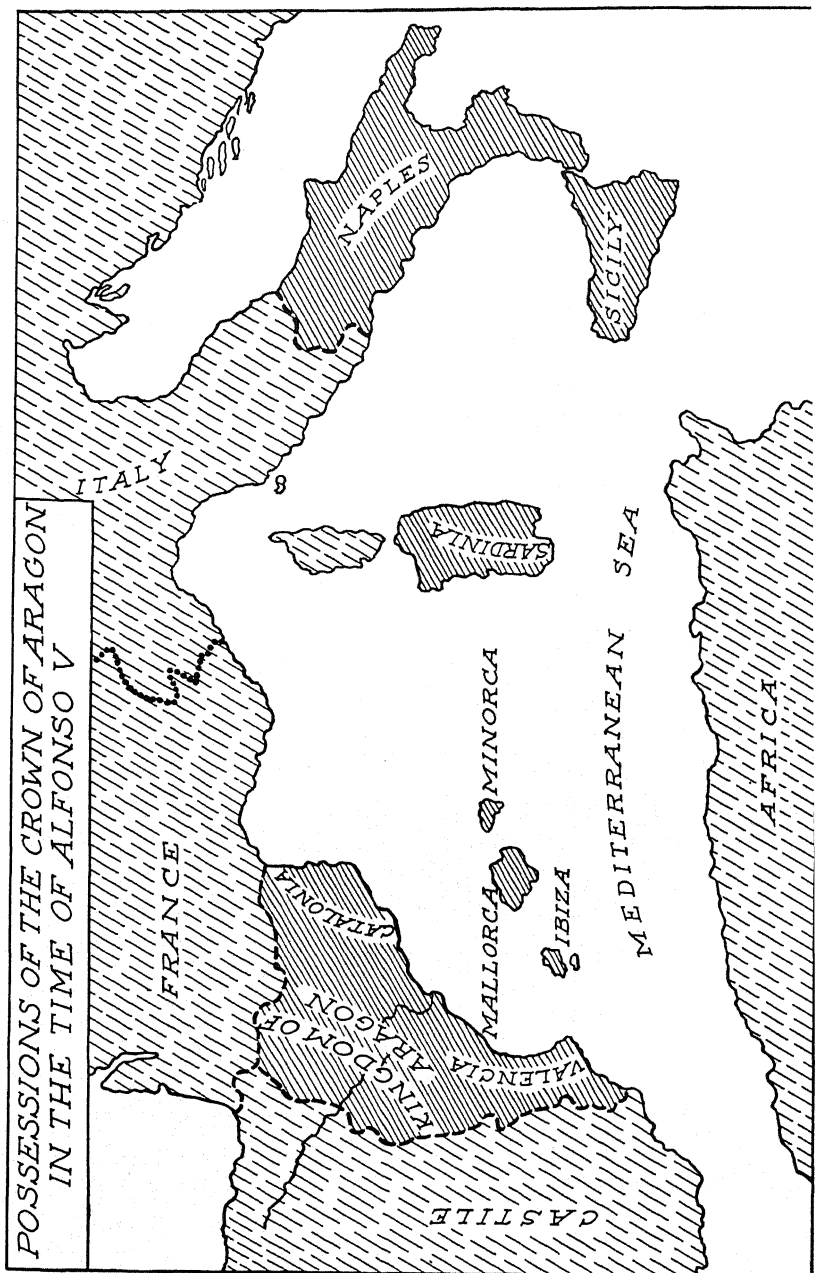 POSSESSIONS OF THE CROWN OF ARAGON
IN THE TIME OF ALFONSO V
FRANCE
ITALY
CASTILE
KINGDOM OF
ARAGON
CATALONIA
VALENCIA
MALLORCA
MINORCA
IBIZA
SARDINIA
NAPLES
SICILY
MEDITERRANEAN SEA
AFRICA